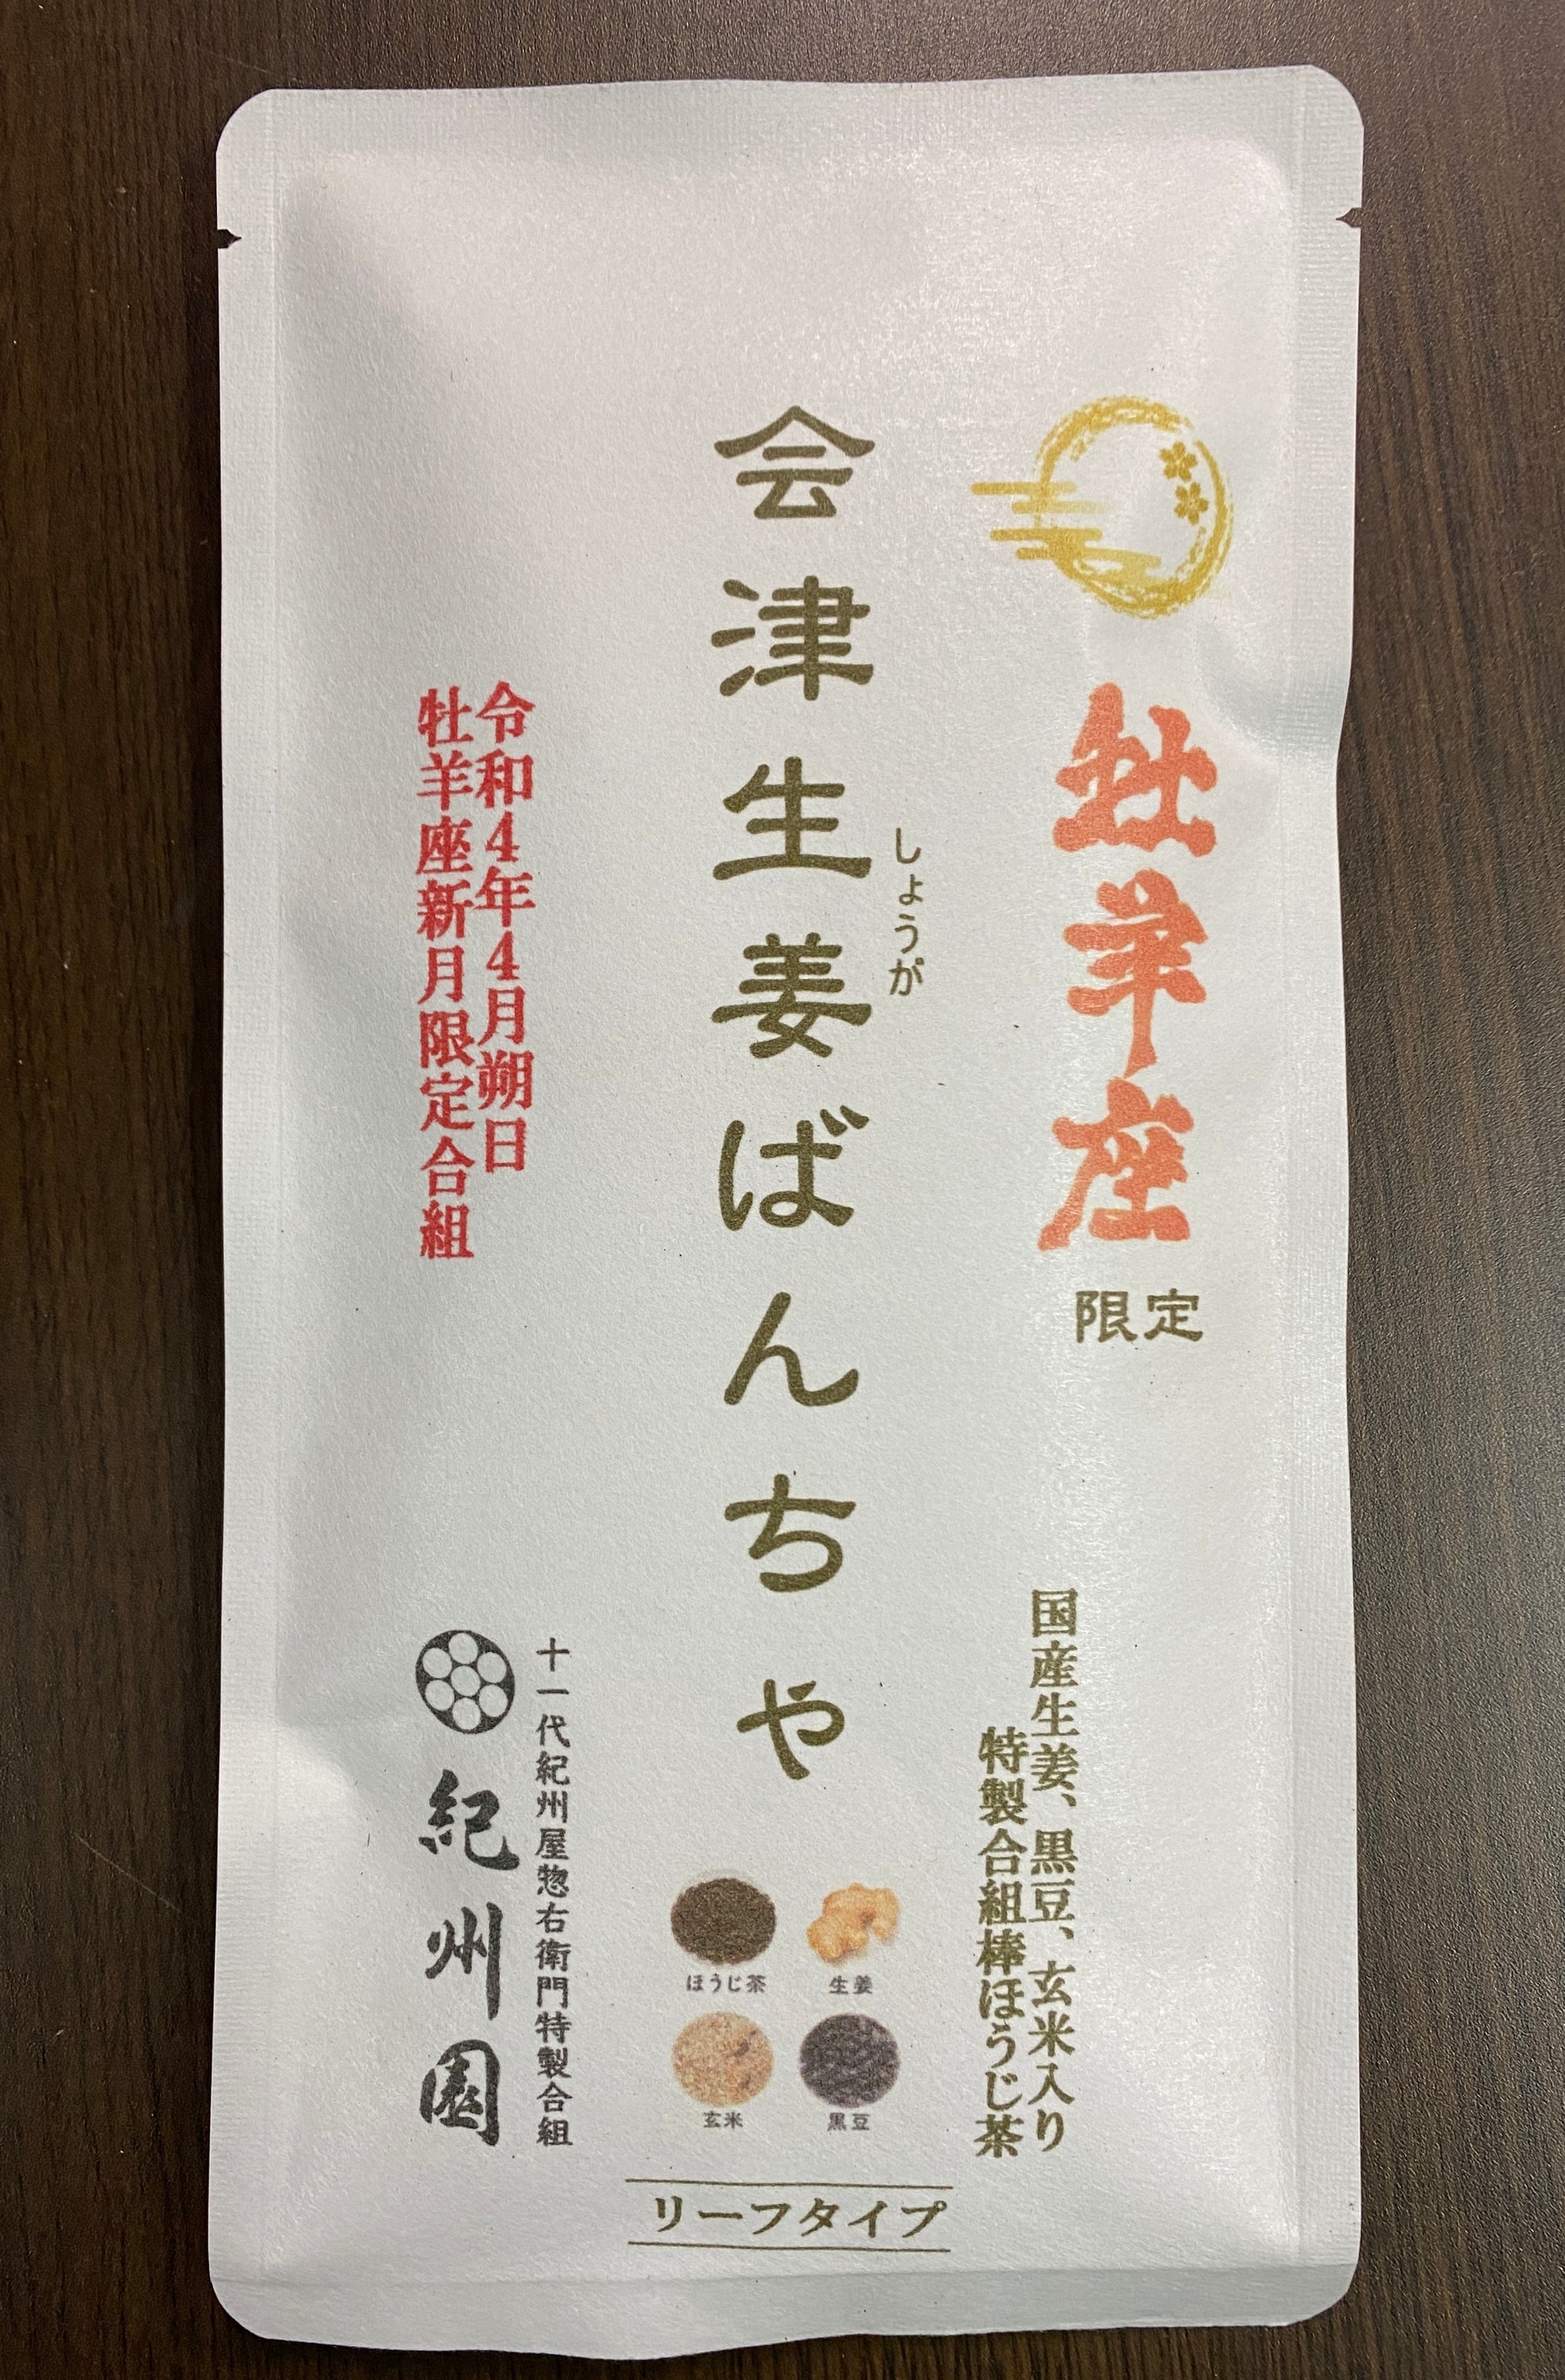 牡羊座
限定
国産生姜、黒豆、玄米入り
特製合組棒ほうじ茶
しょうが
会津生姜ばんちゃ
ほうじ茶
生姜
玄米
黒豆
リーフタイプ
令和4年4月朔日
牡羊座新月限定合組
十一代紀州屋惣右衛門特製合組
紀州園